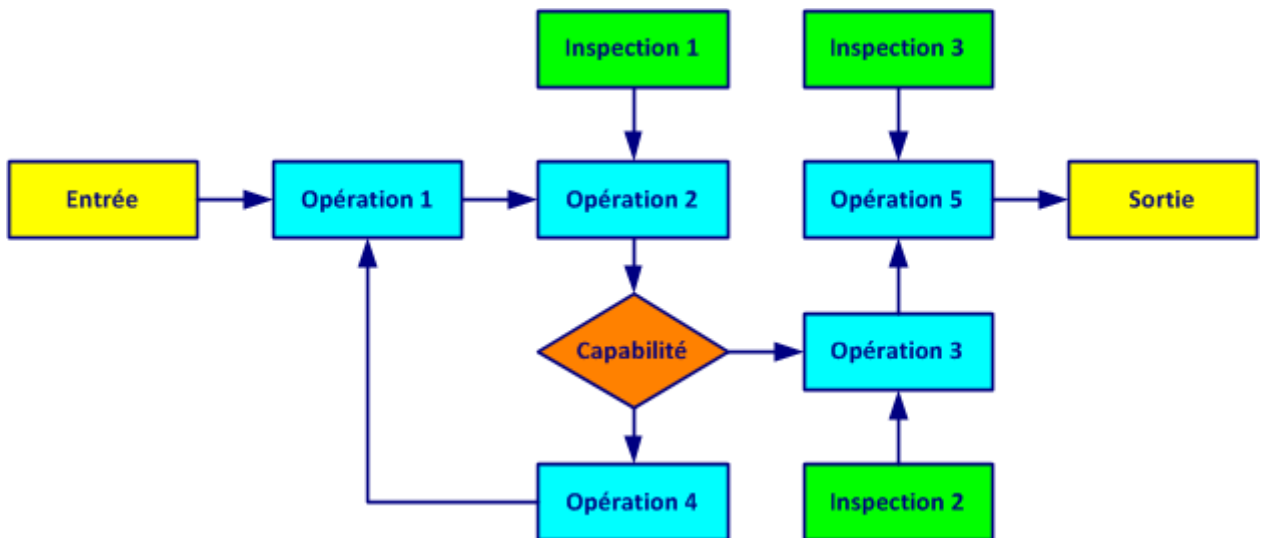 Inspection 1
Inspection 3
Entrée
Opération 1
Opération 2
Opération 5
Sortie
Capabilité
Opération 3
Opération 4
Inspection 2